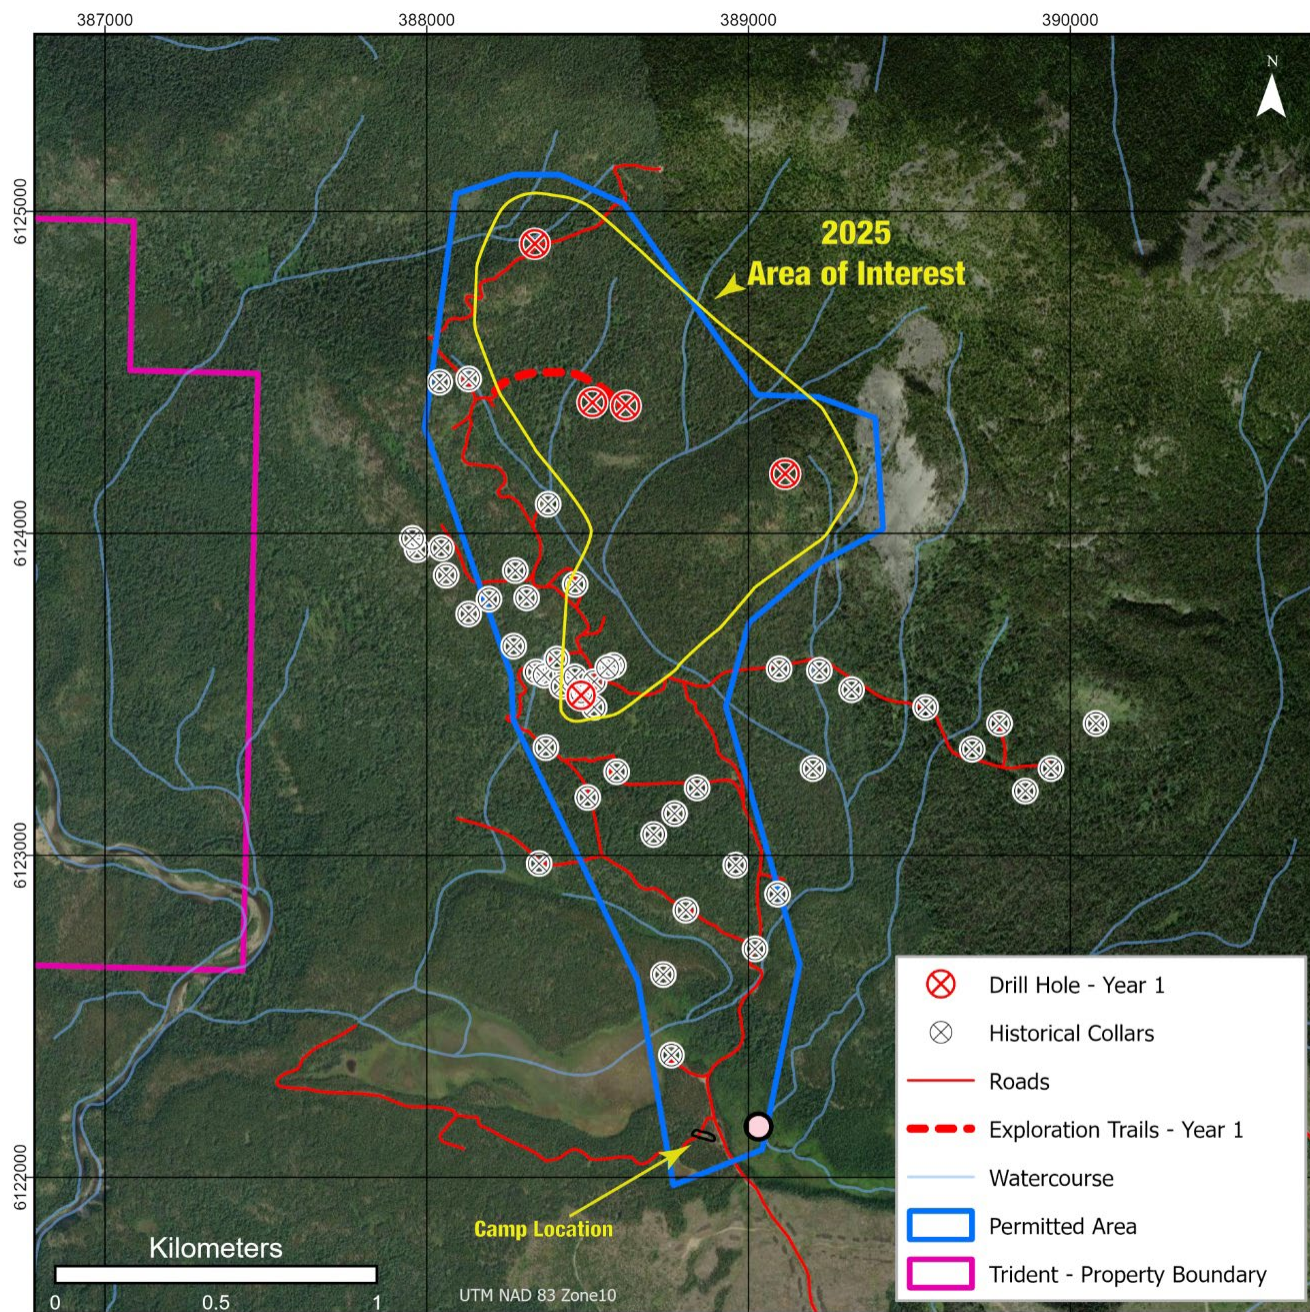 387000
388000
389000
390000
N
6125000
6124000
6123000
6122000
2025
Area of Interest
Camp Location
Kilometers
0
0.5
1
UTM NAD 83 Zone10
Drill Hole - Year 1
Historical Collars
Roads
Exploration Trails - Year 1
Watercourse
Permitted Area
Trident - Property Boundary